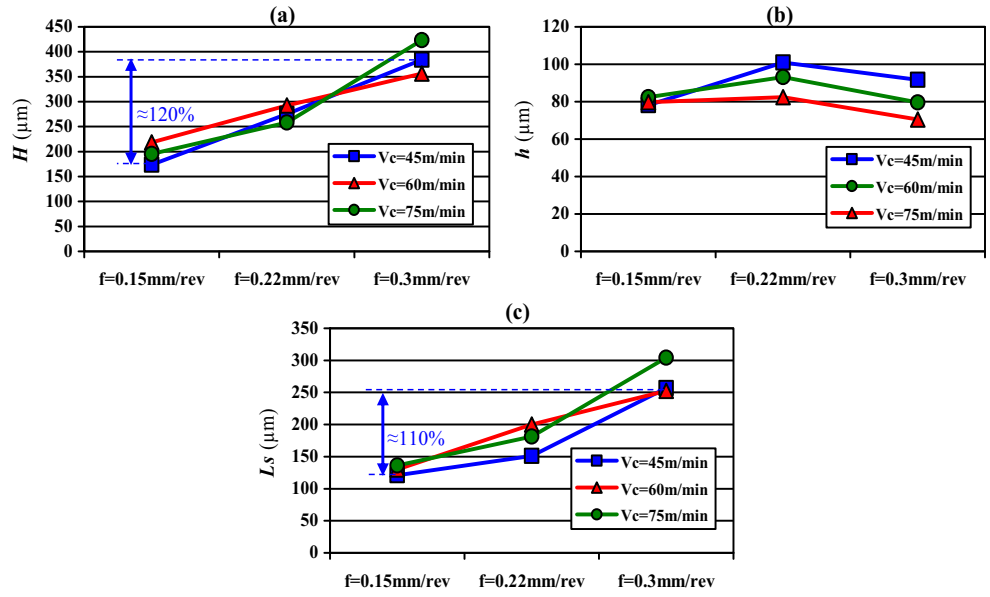 (a)
450
400
350
300
250
200
150
100
50
0
H (µm)
≈120%
Vc=45m/min
Vc=60m/min
Vc=75m/min
f=0.15mm/rev
f=0.22mm/rev
f=0.3mm/rev
(b)
120
100
80
60
40
20
0
h (µm)
Vc=45m/min
Vc=60m/min
Vc=75m/min
f=0.15mm/rev
f=0.22mm/rev
f=0.3mm/rev
(c)
350
300
250
200
150
100
50
0
Ls (µm)
≈110%
Vc=45m/min
Vc=60m/min
Vc=75m/min
f=0.15mm/rev
f=0.22mm/rev
f=0.3mm/rev